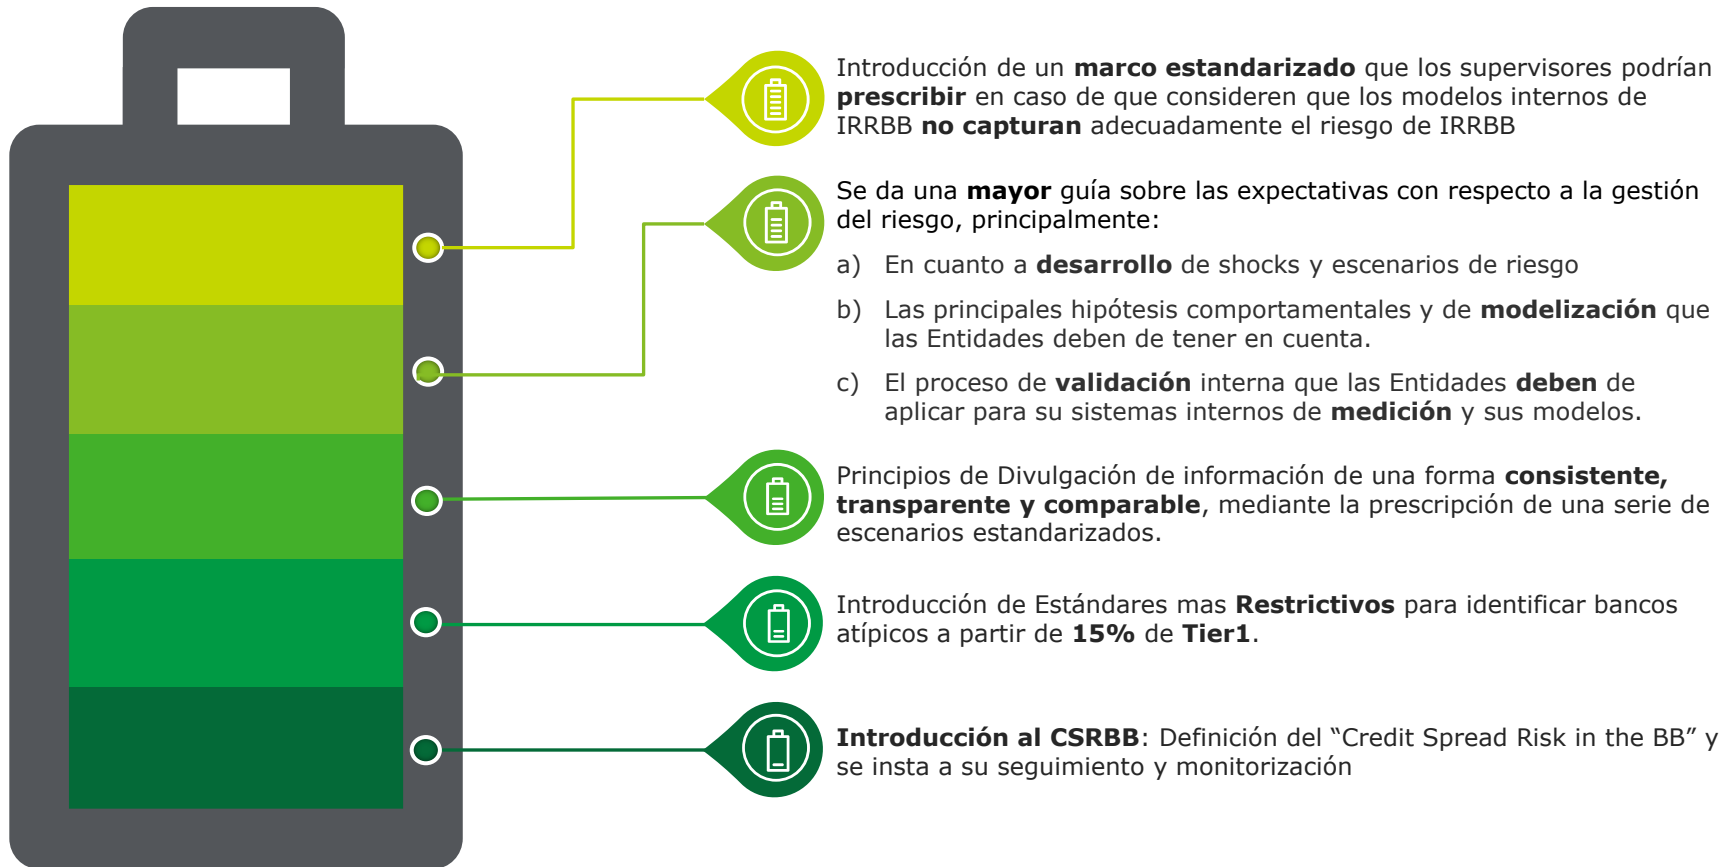 Introducción de un marco estandarizado que los supervisores podrían
prescribir en caso de que consideren que los modelos internos de
IRRBB no capturan adecuadamente el riesgo de IRRBB
Se da una mayor guía sobre las expectativas con respecto a la gestión
del riesgo, principalmente:
a) En cuanto a desarrollo de shocks y escenarios de riesgo
b) Las principales hipótesis comportamentales y de modelización que
las Entidades deben de tener en cuenta.
c) El proceso de validación interna que las Entidades deben de
aplicar para su sistemas internos de medición y sus modelos.
Principios de Divulgación de información de una forma consistente,
transparente y comparable, mediante la prescripción de una serie de
escenarios estandarizados.
Introducción de Estándares mas Restrictivos para identificar bancos
atípicos a partir de 15% de Tier1.
Introducción al CSRBB: Definición del “Credit Spread Risk in the BB” y
se insta a su seguimiento y monitorización